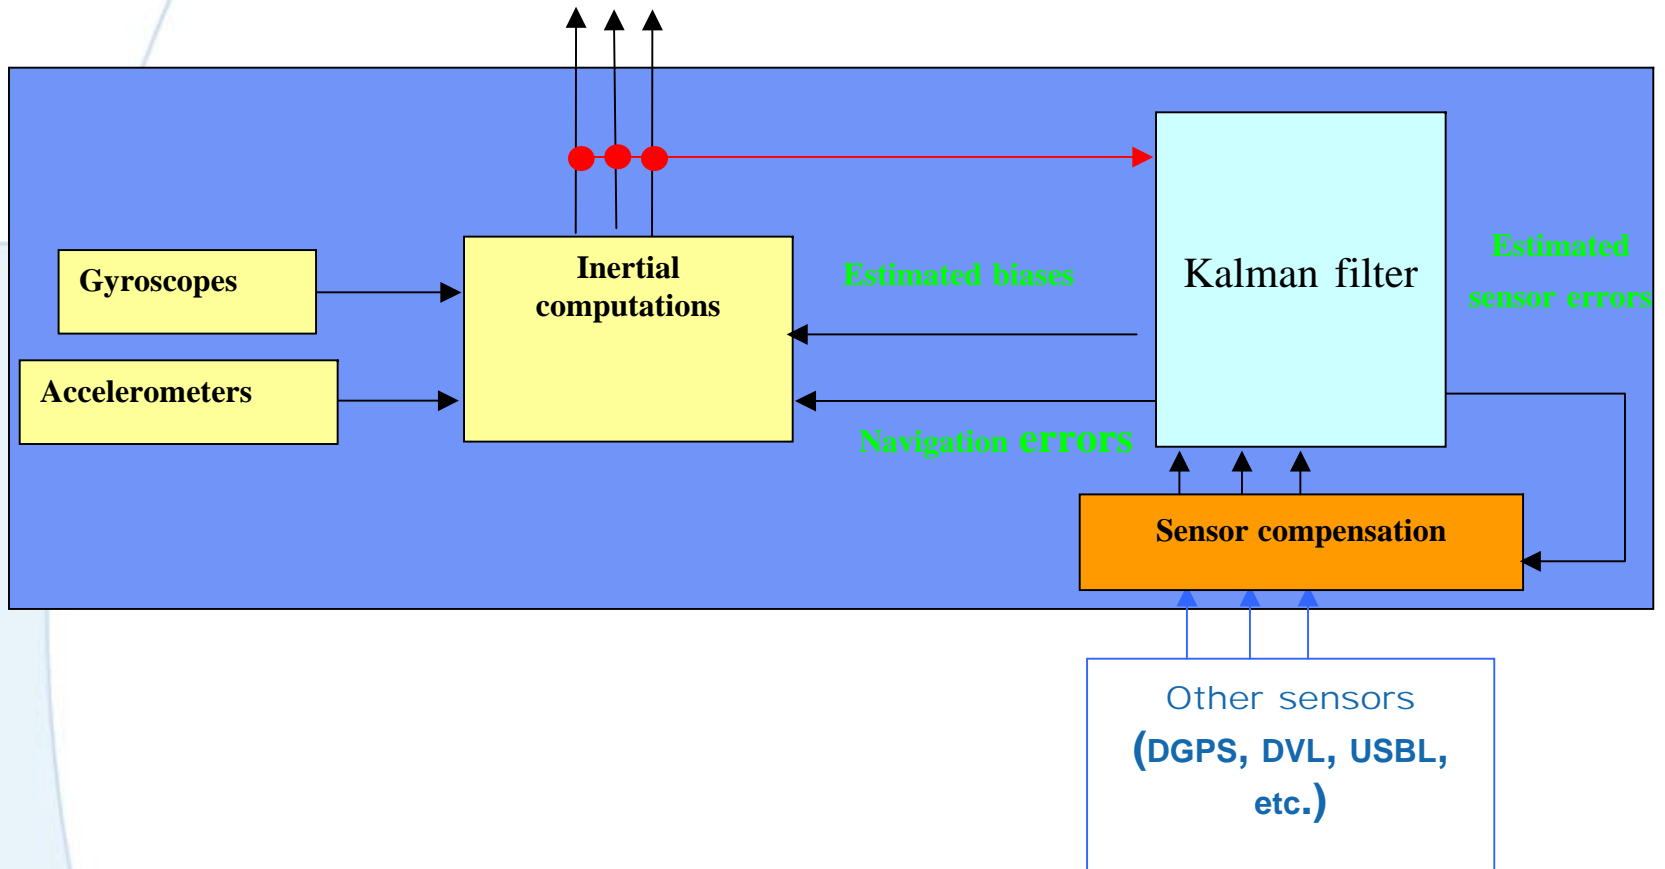 Gyroscopes
Accelerometers
Inertial
computations
Estimated biases
Navigation errors
Kalman filter
Estimated
sensor errors
Sensor compensation
Other sensors
(DGPS, DVL, USBL,
etc.)